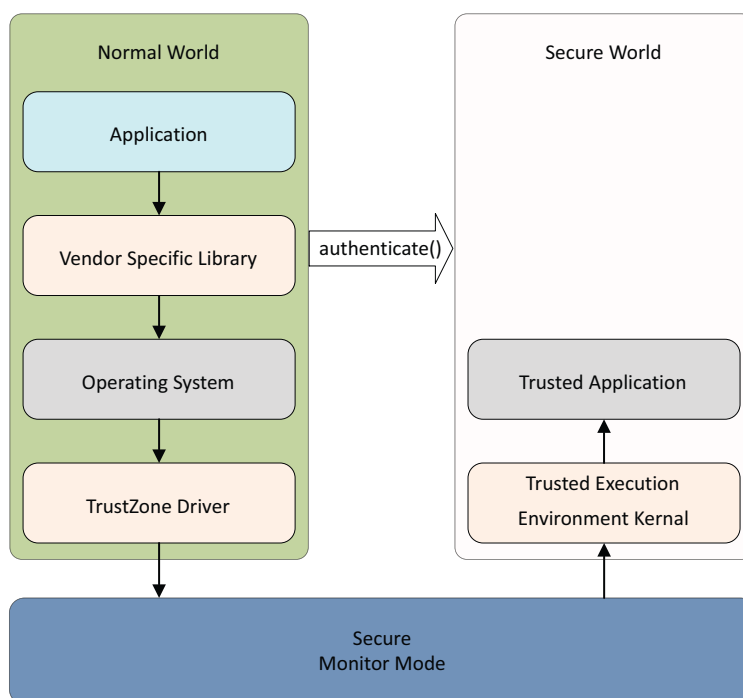 Normal World
Application
Vendor Specific Library
Operating System
TrustZone Driver
authenticate()
Secure World
Trusted Application
Trusted Execution
Environment Kernal
Secure
Monitor Mode